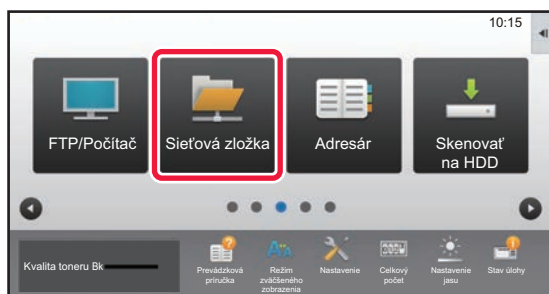 10:15
FTP/Počítač
Sieťová zložka
Adresár
Skenovať
na HDD
Kvalita toneru Bk
Prevádzková
príručka
Režim
zväčšeného
zobrazenia
Nastavenie
Celkový
počet
Nastavenie
jasu
Stav úlohy